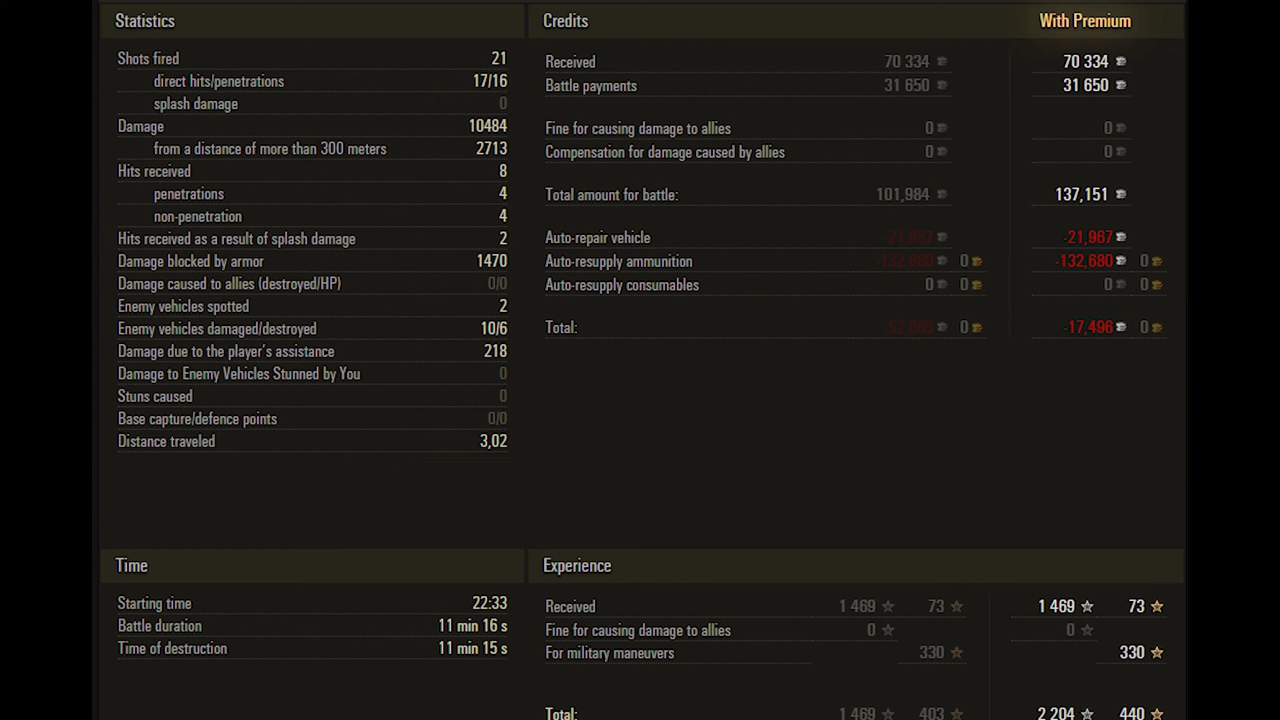 Statistics
Shots fired 21
direct hits/penetrations 17/16
splash damage 0
Damage 10484
from a distance of more than 300 meters 2713
Hits received 8
penetrations 4
non-penetration 4
Hits received as a result of splash damage 2
Damage blocked by armor 1470
Damage caused to allies (destroyed/HP) 0/0
Enemy vehicles spotted 2
Enemy vehicles damaged/destroyed 10/6
Damage due to the player's assistance 218
Damage to Enemy Vehicles Stunned by You 0
Stuns caused 0
Base capture/defence points 0/0
Distance traveled 3,02
Credits With Premium
Received 70 334 70 334
Battle payments 31 650 31 650
Fine for causing damage to allies 0 0
Compensation for damage caused by allies 0 0
Total amount for battle: 101,984 137,151
Auto-repair vehicle -21,967 -21,967
Auto-resupply ammunition -132,680 0 -132,680 0
Auto-resupply consumables 0 0 0 0
Total: 0 -17,496 0
Time
Starting time 22:33
Battle duration 11 min 16 s
Time of destruction 11 min 15 s
Experience
Received 1 469 73 1 469 73
Fine for causing damage to allies 0 0
For military maneuvers 330 330
Total: 1 469 403 2 204 440